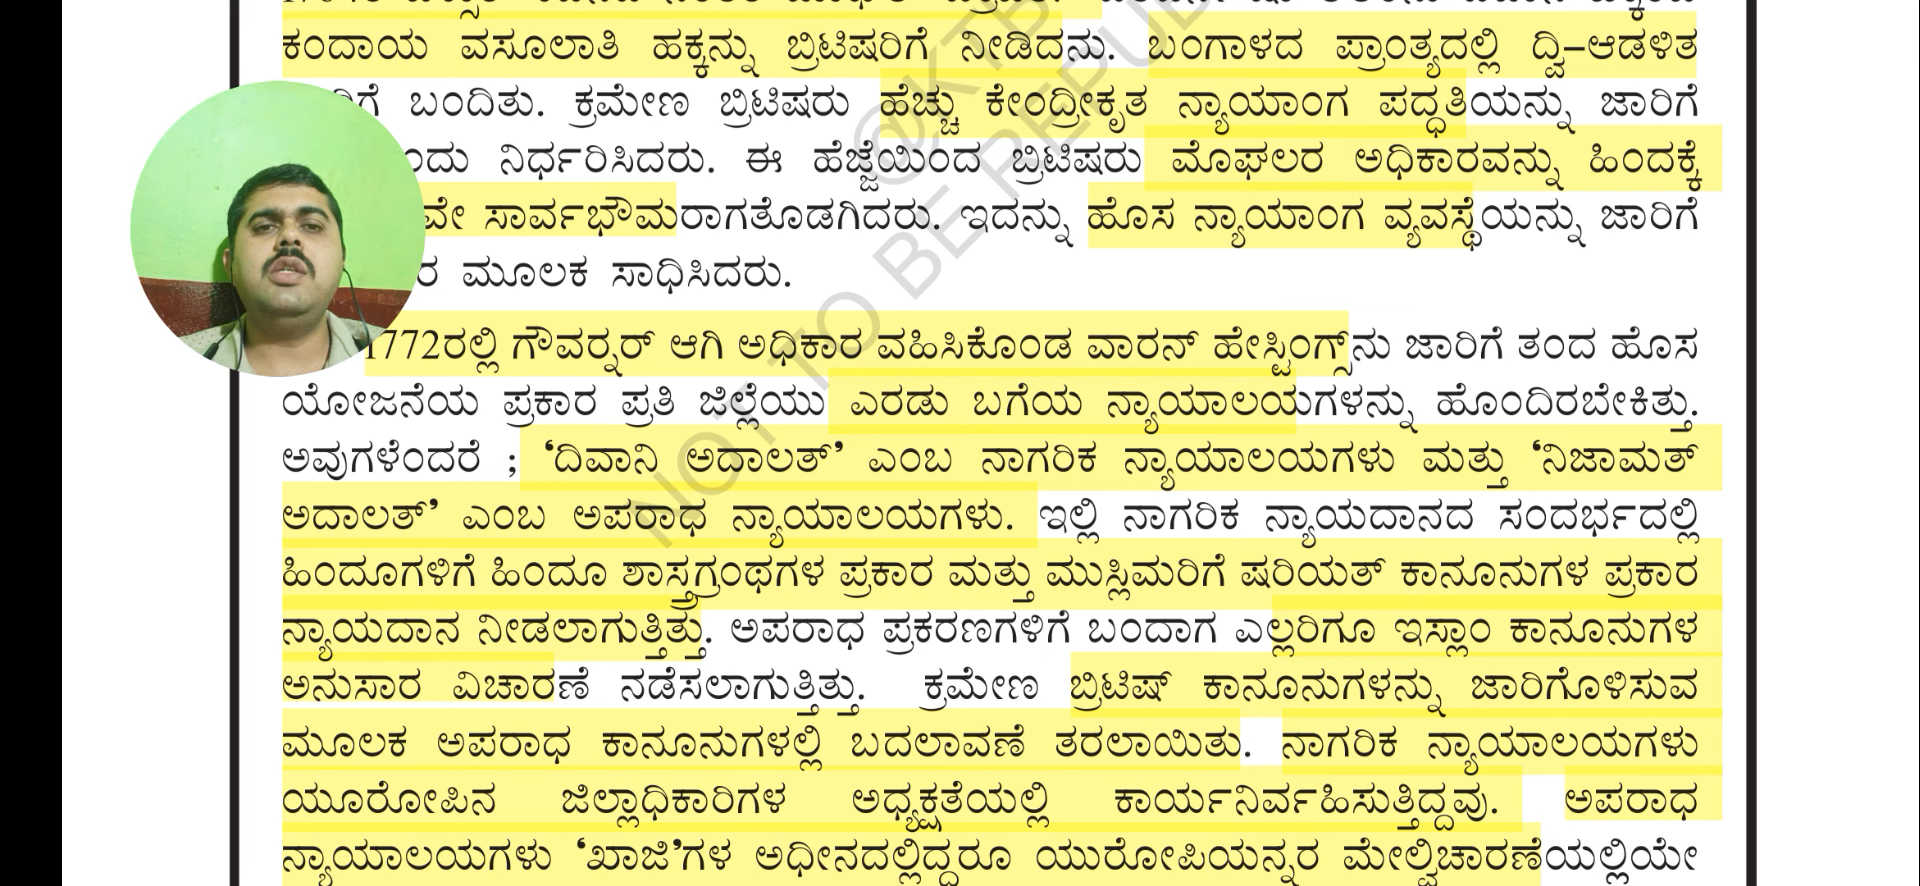 ಕಂದಾಯ ವಸೂಲಾತಿ ಹಕ್ಕನ್ನು ಬ್ರಿಟಿಷರಿಗೆ ನೀಡಿದನು. ಬಂಗಾಳದ ಪ್ರಾಂತ್ಯದಲ್ಲಿ ದ್ವಿ–ಆಡಳಿತ
ಬಂದಿತು. ಕ್ರಮೇಣ ಬ್ರಿಟಿಷರು ಹೆಚ್ಚು ಕೇಂದ್ರೀಕೃತ ನ್ಯಾಯಾಂಗ ಪದ್ಧತಿಯನ್ನು ಜಾರಿಗೆ
ನಿರ್ಧರಿಸಿದರು. ಈ ಹೆಜ್ಜೆಯಿಂದ ಬ್ರಿಟಿಷರು ಮೊಘಲರ ಅಧಿಕಾರವನ್ನು ಹಿಂದಕ್ಕೆ
ಸಾರ್ವಭೌಮರಾಗತೊಡಗಿದರು. ಇದನ್ನು ಹೊಸ ನ್ಯಾಯಾಂಗ ವ್ಯವಸ್ಥೆಯನ್ನು ಜಾರಿಗೆ
ಮೂಲಕ ಸಾಧಿಸಿದರು.
1772ರಲ್ಲಿ ಗೌವರ‍್ನರ್ ಆಗಿ ಅಧಿಕಾರ ವಹಿಸಿಕೊಂಡ ವಾರನ್ ಹೇಸ್ಟಿಂಗ್ಸ್‌ನು ಜಾರಿಗೆ ತಂದ ಹೊಸ
ಯೋಜನೆಯ ಪ್ರಕಾರ ಪ್ರತಿ ಜಿಲ್ಲೆಯು ಎರಡು ಬಗೆಯ ನ್ಯಾಯಾಲಯಗಳನ್ನು ಹೊಂದಿರಬೇಕಿತ್ತು.
ಅವುಗಳೆಂದರೆ ; ‘ದಿವಾನಿ ಅದಾಲತ್’ ಎಂಬ ನಾಗರಿಕ ನ್ಯಾಯಾಲಯಗಳು ಮತ್ತು ‘ನಿಜಾಮತ್
ಅದಾಲತ್’ ಎಂಬ ಅಪರಾಧ ನ್ಯಾಯಾಲಯಗಳು. ಇಲ್ಲಿ ನಾಗರಿಕ ನ್ಯಾಯದಾನದ ಸಂದರ್ಭದಲ್ಲಿ
ಹಿಂದೂಗಳಿಗೆ ಹಿಂದೂ ಶಾಸ್ತ್ರಗ್ರಂಥಗಳ ಪ್ರಕಾರ ಮತ್ತು ಮುಸ್ಲಿಮರಿಗೆ ಷರಿಯತ್ ಕಾನೂನುಗಳ ಪ್ರಕಾರ
ನ್ಯಾಯದಾನ ನೀಡಲಾಗುತ್ತಿತ್ತು. ಅಪರಾಧ ಪ್ರಕರಣಗಳಿಗೆ ಬಂದಾಗ ಎಲ್ಲರಿಗೂ ಇಸ್ಲಾಂ ಕಾನೂನುಗಳ
ಅನುಸಾರ ವಿಚಾರಣೆ ನಡೆಸಲಾಗುತ್ತಿತ್ತು. ಕ್ರಮೇಣ ಬ್ರಿಟಿಷ್ ಕಾನೂನುಗಳನ್ನು ಜಾರಿಗೊಳಿಸುವ
ಮೂಲಕ ಅಪರಾಧ ಕಾನೂನುಗಳಲ್ಲಿ ಬದಲಾವಣೆ ತರಲಾಯಿತು. ನಾಗರಿಕ ನ್ಯಾಯಾಲಯಗಳು
ಯೂರೋಪಿನ ಜಿಲ್ಲಾಧಿಕಾರಿಗಳ ಅಧ್ಯಕ್ಷತೆಯಲ್ಲಿ ಕಾರ್ಯನಿರ್ವಹಿಸುತ್ತಿದ್ದವು. ಅಪರಾಧ
ನ್ಯಾಯಾಲಯಗಳು ‘ಖಾಜಿ’ಗಳ ಅಧೀನದಲ್ಲಿದ್ದರೂ ಯುರೋಪಿಯನ್ನರ ಮೇಲ್ವಿಚಾರಣೆಯಲ್ಲಿಯೇ
NOT TO BE REPUB
@KTB